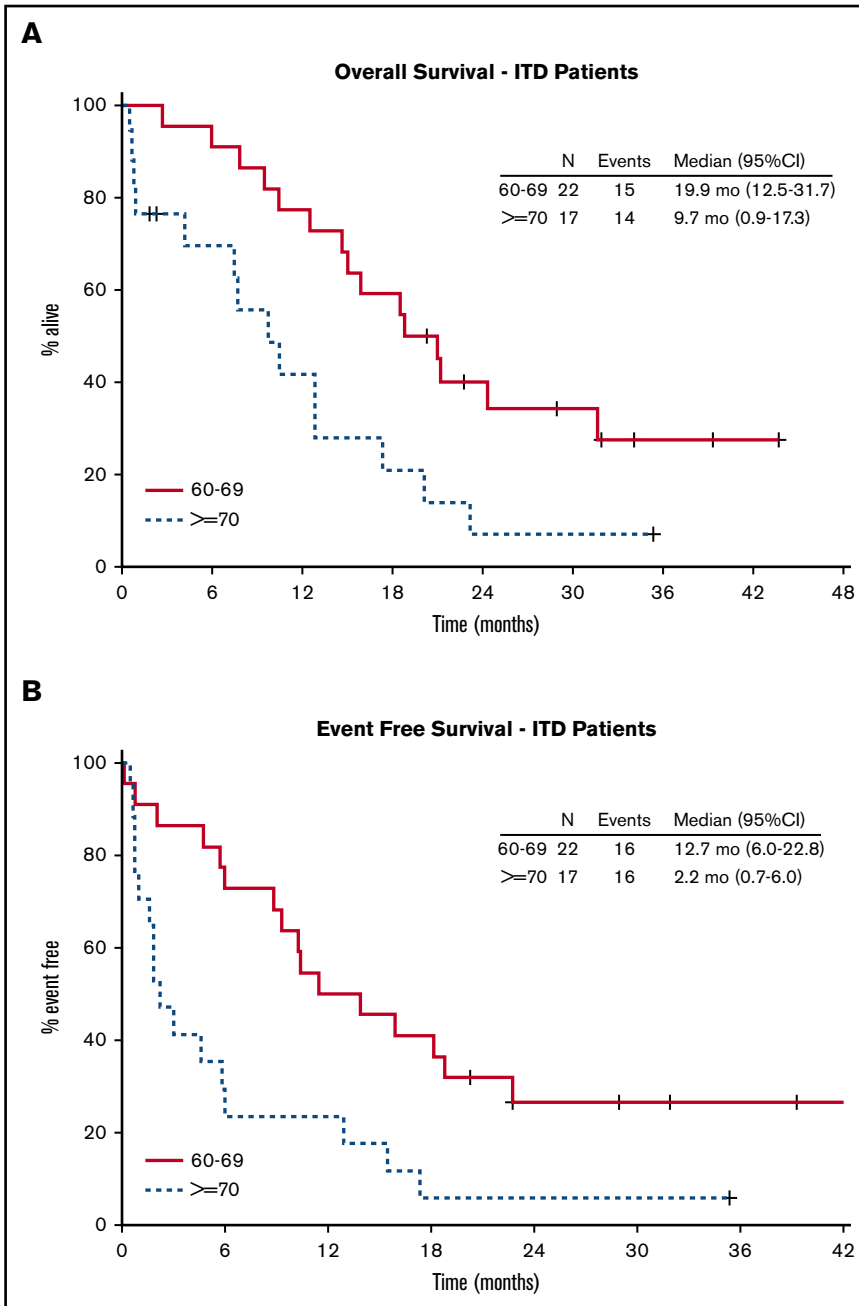 A
Overall Survival - ITD Patients
N Events Median (95%CI)
60-69 22 15 19.9 mo (12.5-31.7)
>=70 17 14 9.7 mo (0.9-17.3)
100
80
60
40
20
0
% alive
60-69
>=70
0 6 12 18 24 30 36 42 48
Time (months)
B
Event Free Survival - ITD Patients
N Events Median (95%CI)
60-69 22 16 12.7 mo (6.0-22.8)
>=70 17 16 2.2 mo (0.7-6.0)
100
80
60
40
20
0
% event free
60-69
>=70
0 6 12 18 24 30 36 42
Time (months)